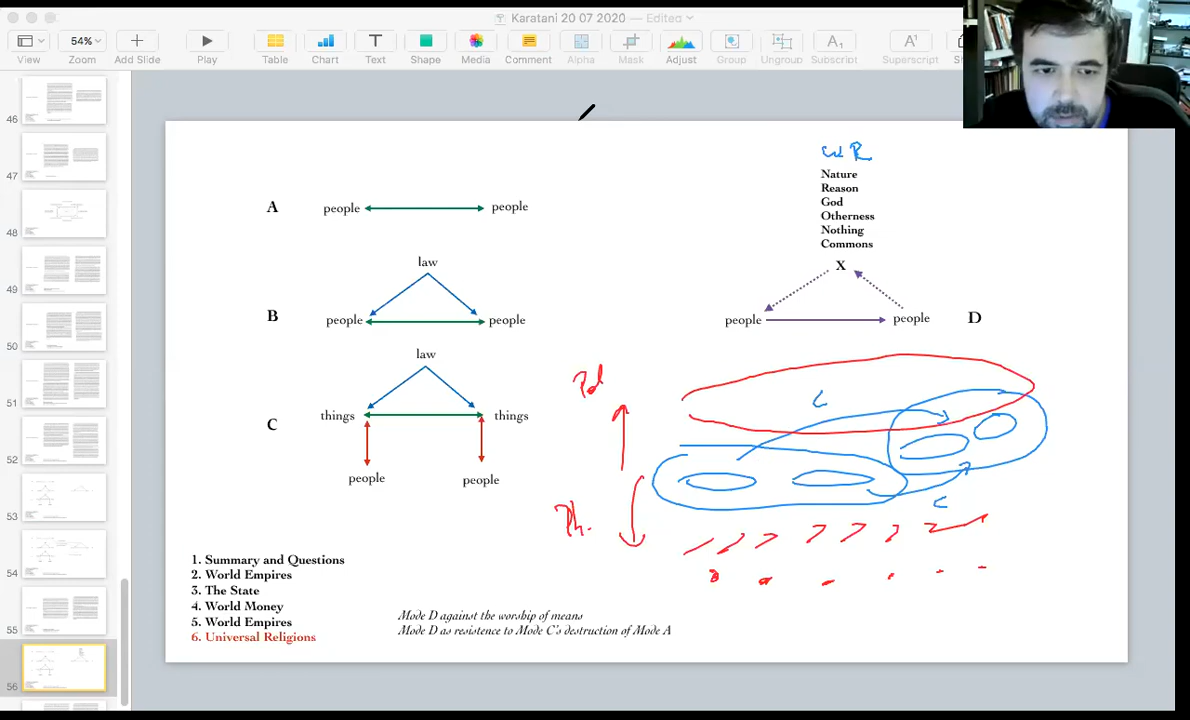 Karatani 20 07 2020 — Edited
54%
View
Zoom
Add Slide
Play
Table
Chart
Text
Shape
Media
Comment
Alpha
Mask
Adjust
Group
Ungroup
Subscript
Superscript
46
47
48
49
50
51
52
53
54
55
56
WR
Nature
Reason
God
Otherness
Nothing
Commons
X
people
people
D
A
people
people
law
B
people
people
law
C
things
things
people
people
C
C
Ph.
1. Summary and Questions
2. World Empires
3. The State
4. World Money
5. World Empires
6. Universal Religions
Mode D against the worship of means
Mode D as resistence to Mode C's destruction of Mode A